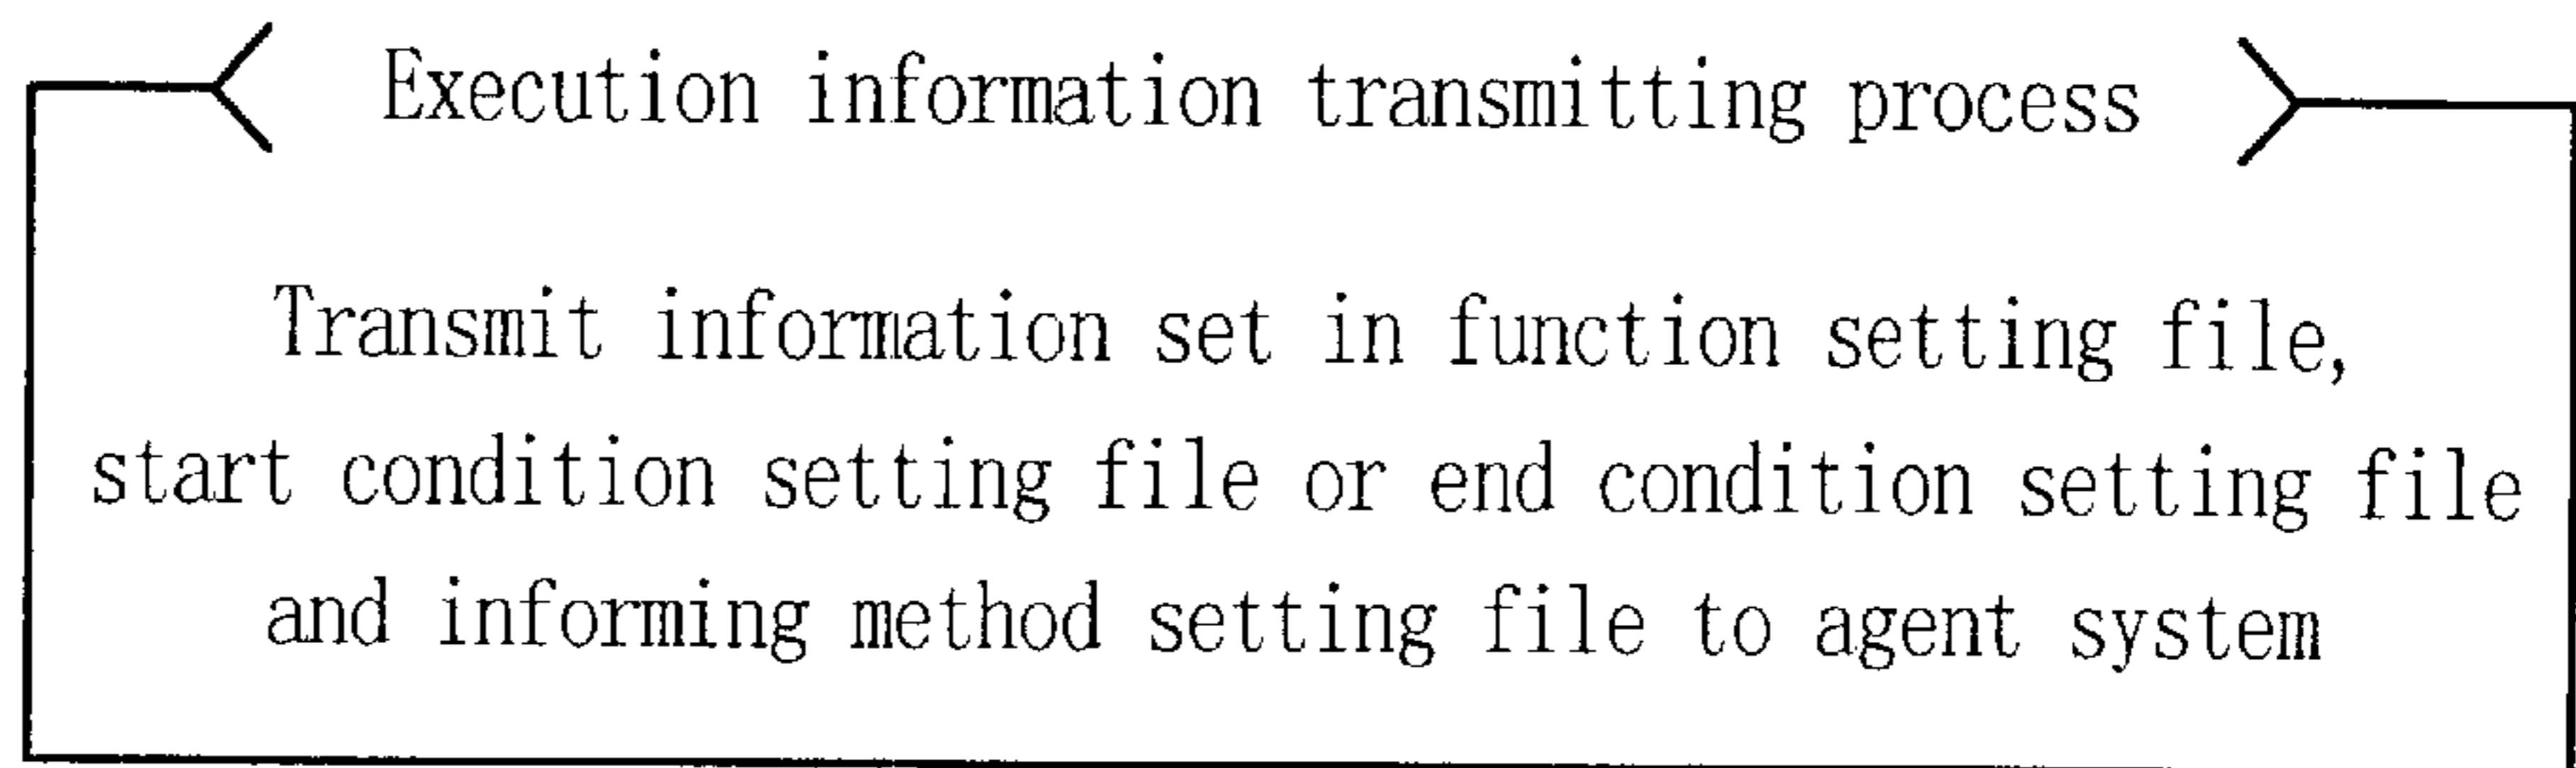 Execution information transmitting process
Transmit information set in function setting file,
start condition setting file or end condition setting file
and informing method setting file to agent system